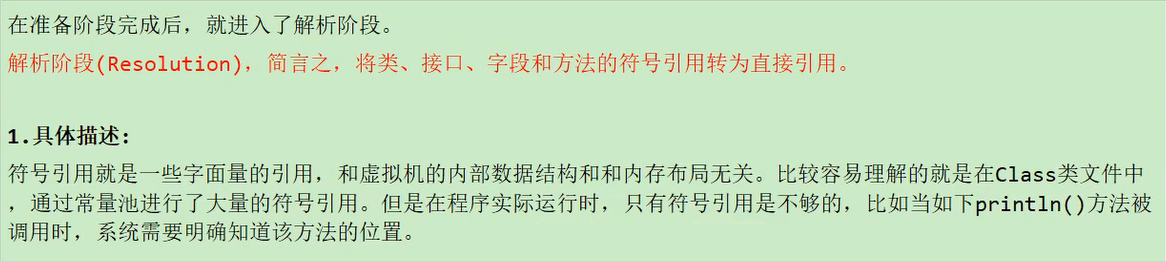 在准备阶段完成后，就进入了解析阶段。
解析阶段(Resolution)，简言之，将类、接口、字段和方法的符号引用转为直接引用。
1.具体描述：
符号引用就是一些字面量的引用，和虚拟机的内部数据结构和和内存布局无关。比较容易理解的就是在Class类文件中
，通过常量池进行了大量的符号引用。但是在程序实际运行时，只有符号引用是不够的，比如当如下println()方法被
调用时，系统需要明确知道该方法的位置。